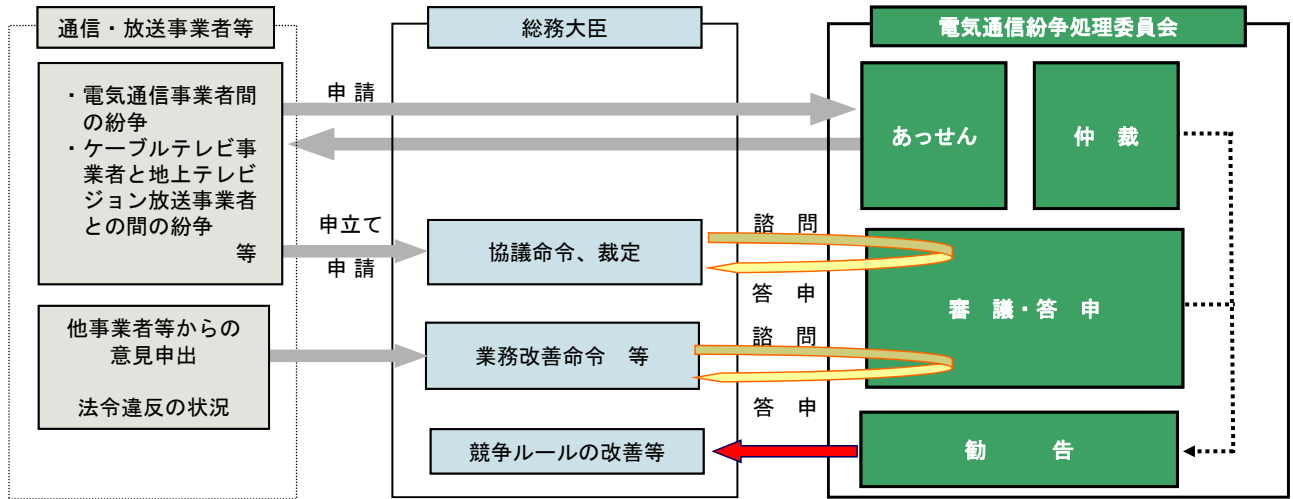 通信・放送事業者等
・電気通信事業者間
の紛争
・ケーブルテレビ事
業者と地上テレビ
ジョン放送事業者
との間の紛争
等
他事業者等からの
意見申出
法令違反の状況
申 請
申立て
申 請
総務大臣
協議命令、裁定
業務改善命令　等
競争ルールの改善等
諮　問
答　申
諮　問
答　申
電気通信紛争処理委員会
あっせん
仲　裁
審　議・答　申
勧　　　告